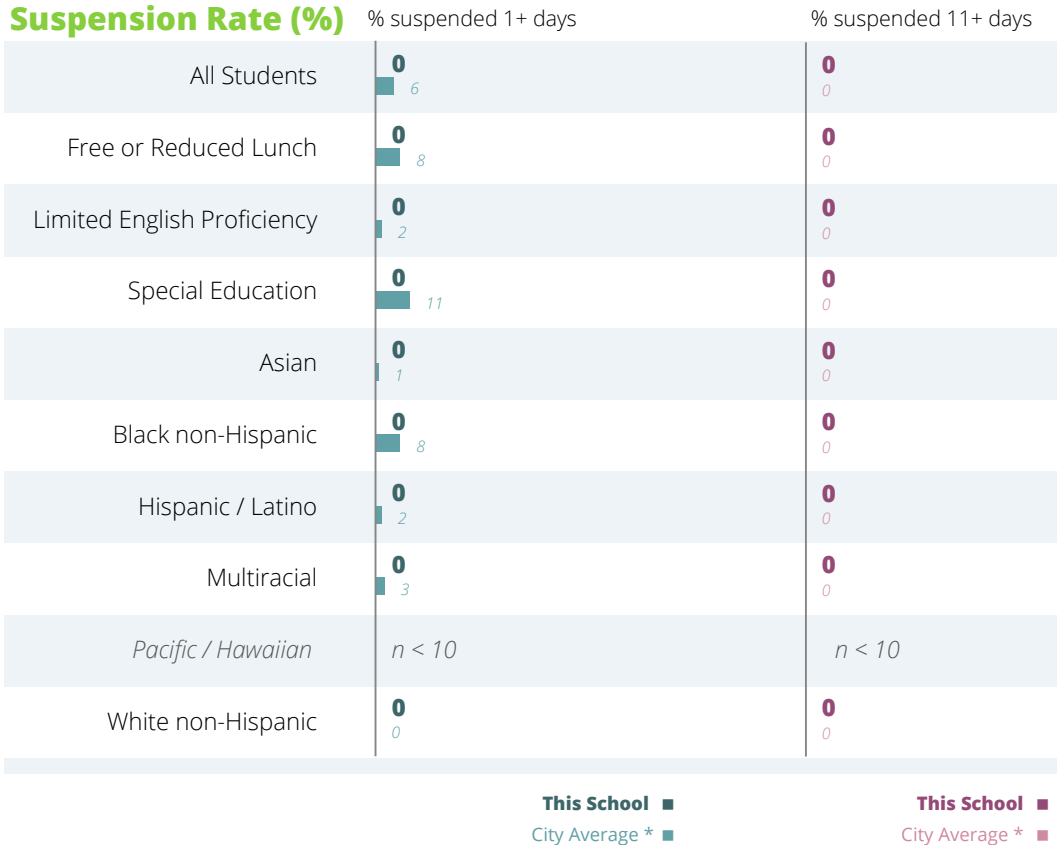 Suspension Rate (%) % suspended 1+ days % suspended 11+ days
All Students 0 6 0 0
Free or Reduced Lunch 0 8 0 0
Limited English Proficiency 0 2 0 0
Special Education 0 11 0 0
Asian 0 1 0 0
Black non-Hispanic 0 8 0 0
Hispanic / Latino 0 2 0 0
Multiracial 0 3 0 0
Pacific / Hawaiian n < 10 n < 10
White non-Hispanic 0 0 0 0
This School This School
City Average * City Average *